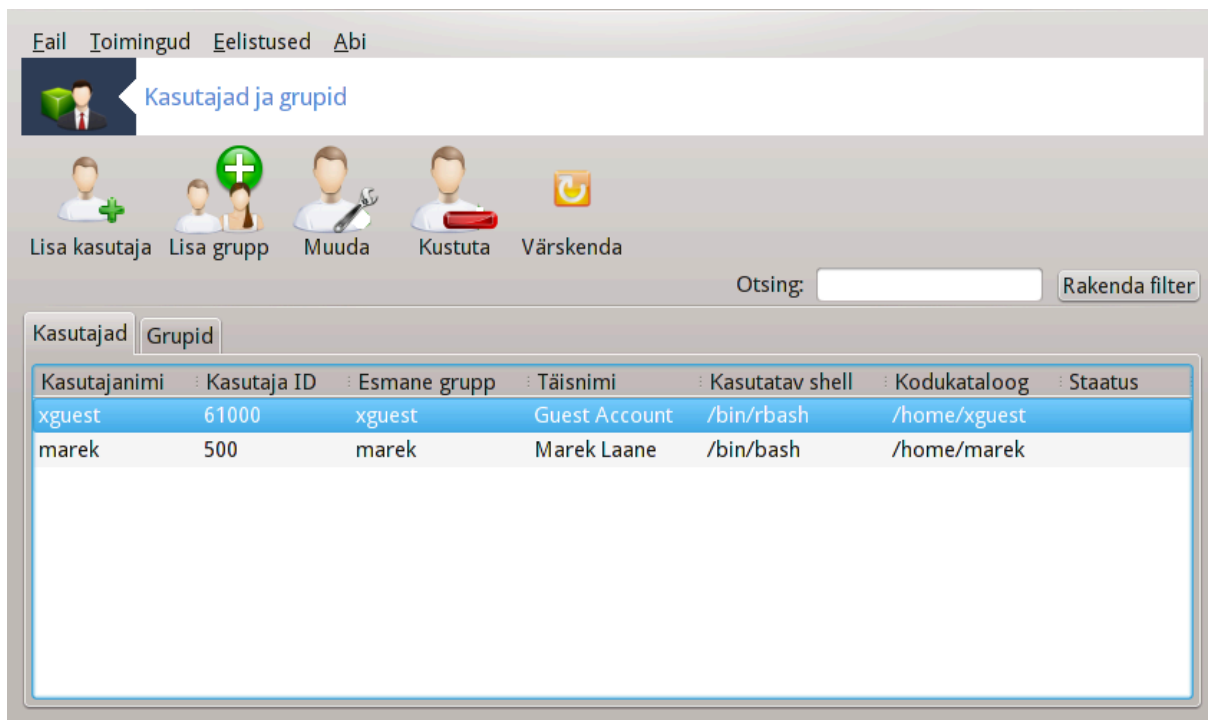 Fail Toimingud Eelistused Abi
Kasutajad ja grupid
Lisa kasutaja Lisa grupp Muuda Kustuta Värskenda
Otsing: Rakenda filter
Kasutajad Grupid
Kasutajanimi Kasutaja ID Esmane grupp Täisnimi Kasutatav shell Kodukataloog Staatus
xguest 61000 xguest Guest Account /bin/rbash /home/xguest
marek 500 marek Marek Laane /bin/bash /home/marek